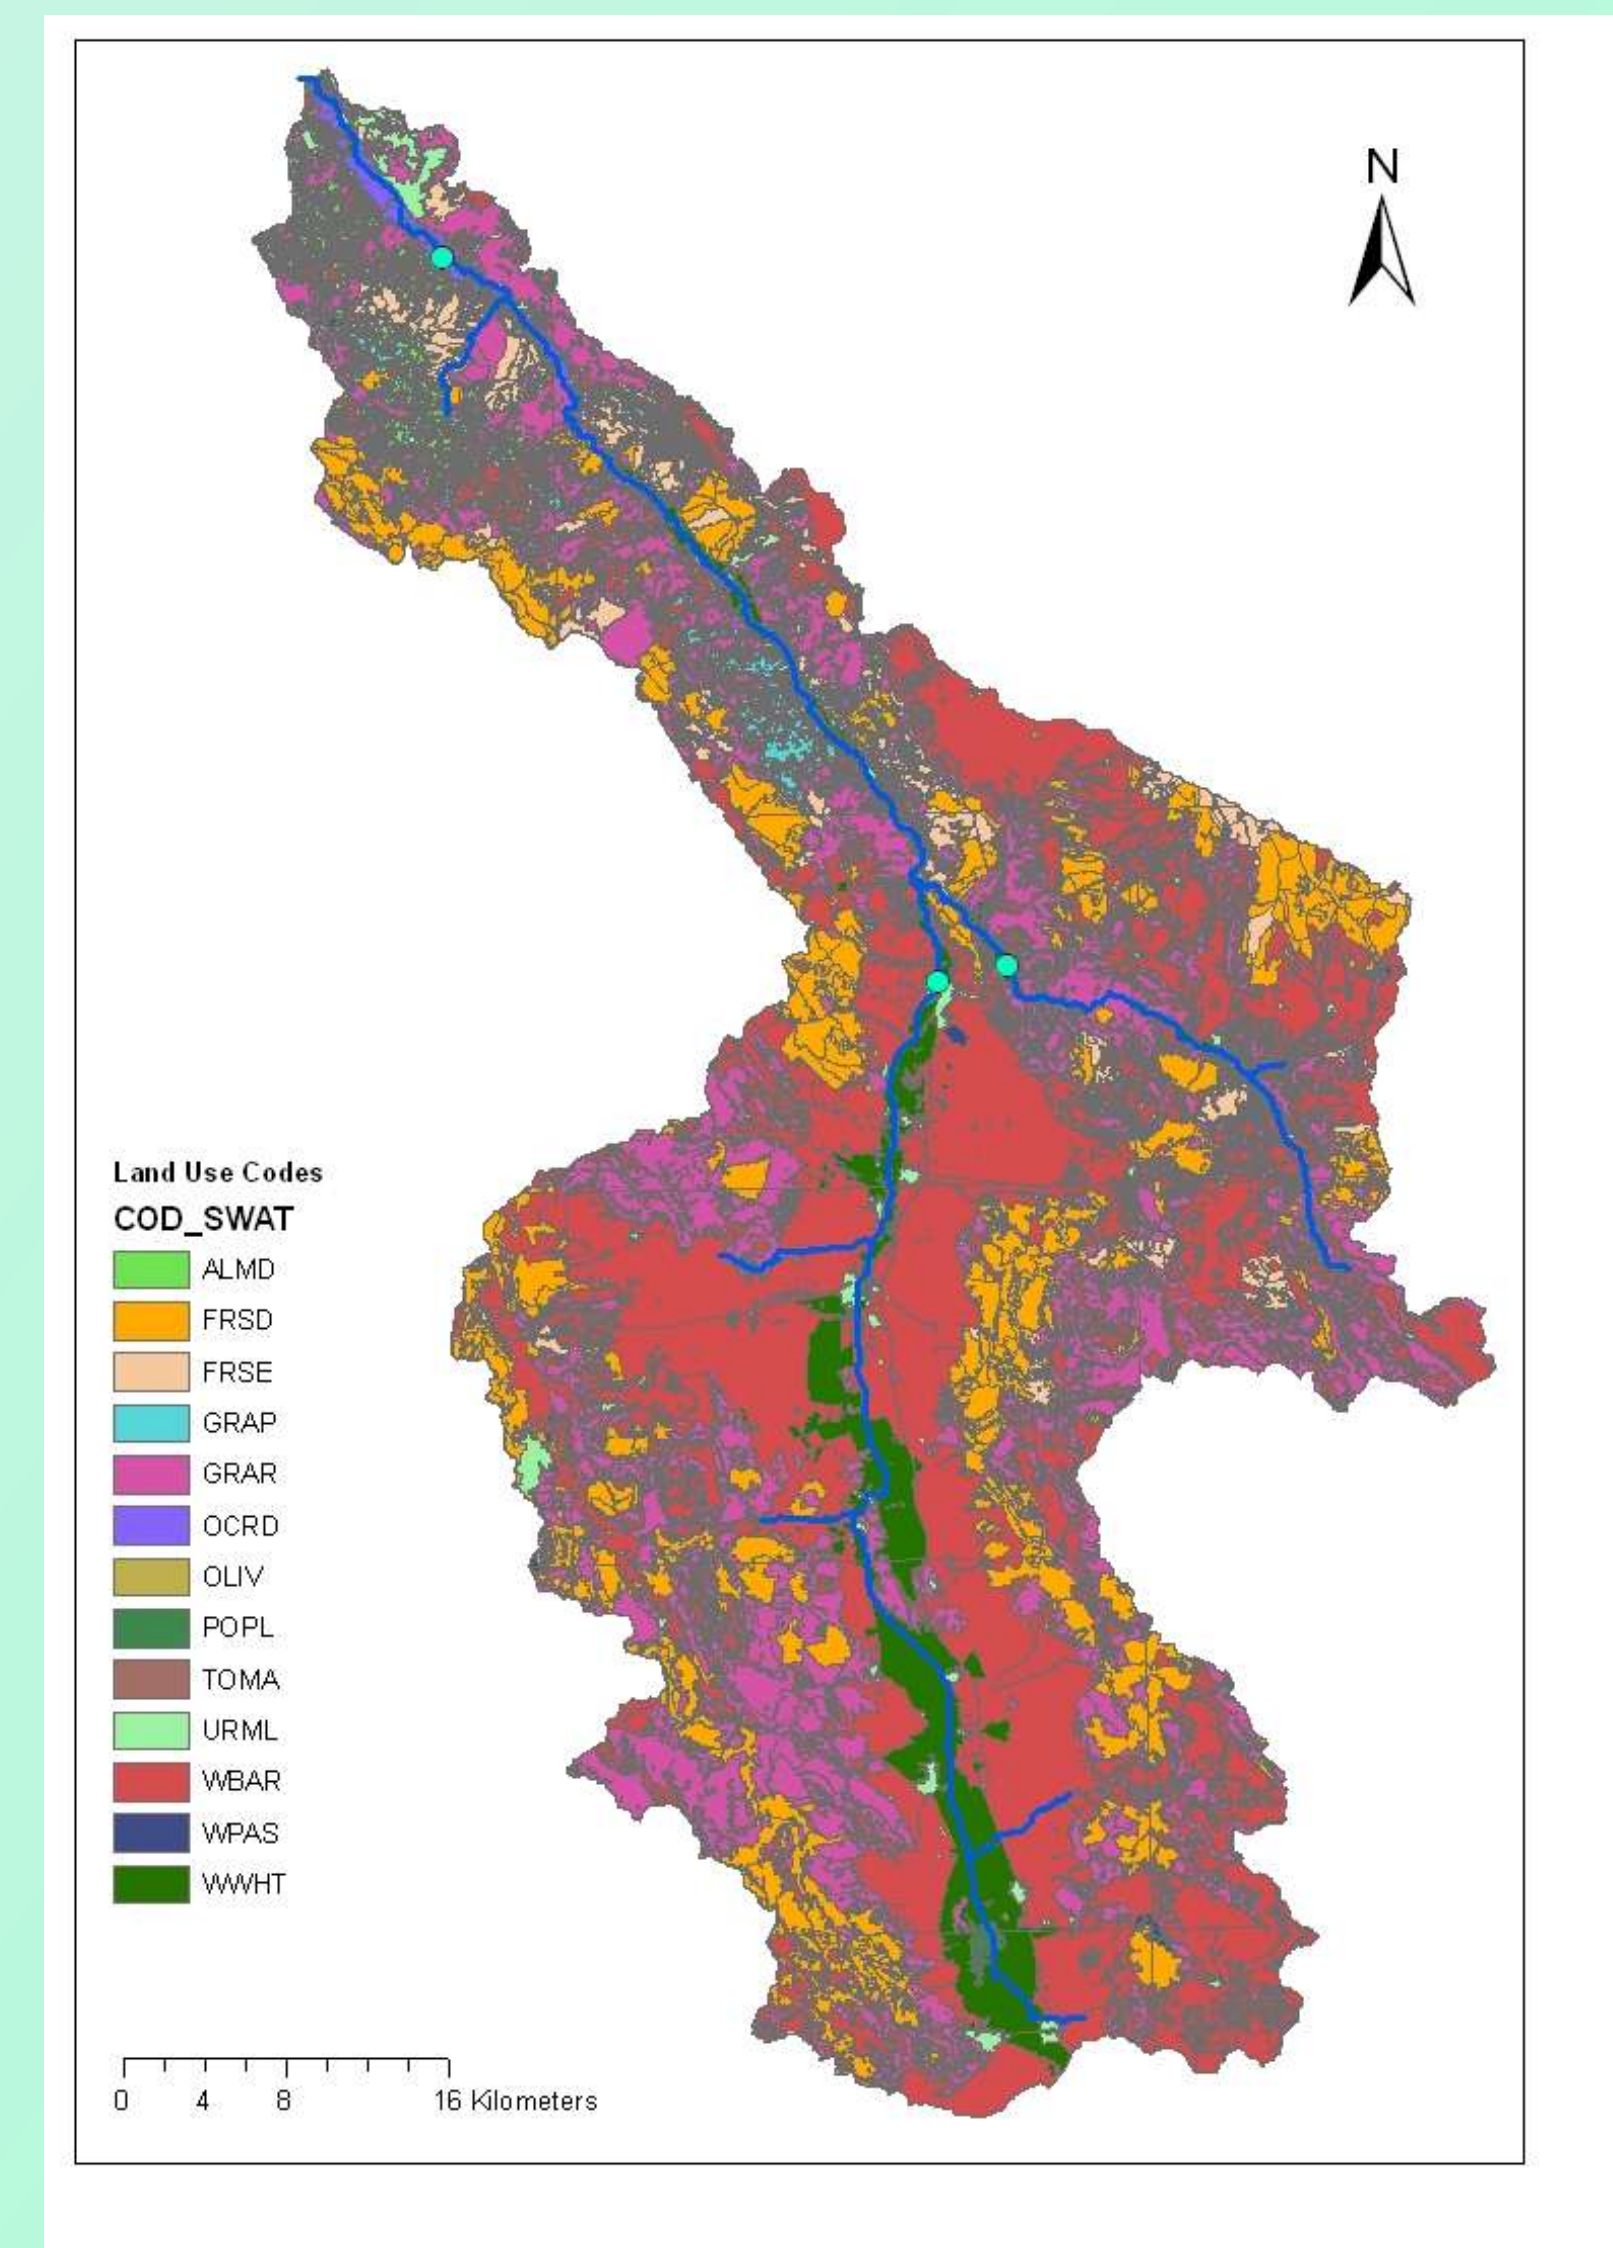 N
Land Use Codes
COD_SWAT
ALMD
FRSD
FRSE
GRAP
GRAR
OCRD
OLIV
POPL
TOMA
URML
WBAR
WPAS
WWHT
0 4 8 16 Kilometers